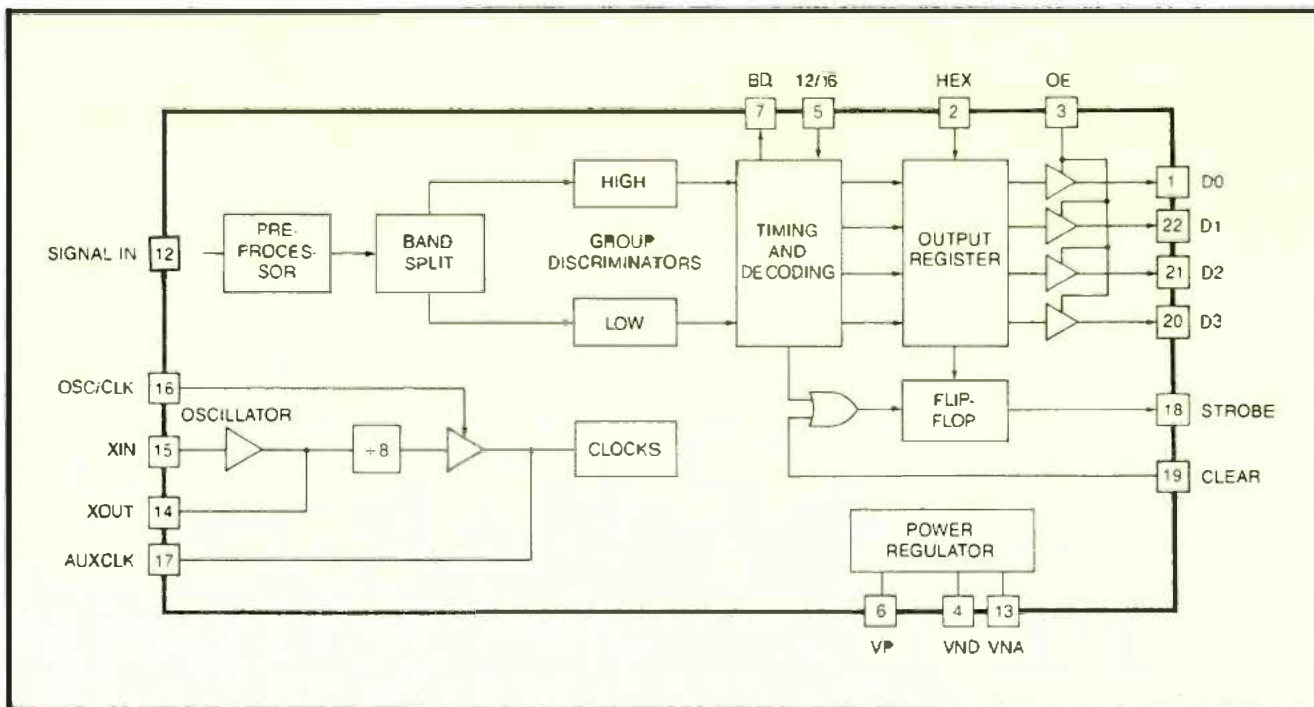 BD 12/16 HEX OE
7 5 2 3
HIGH
1 D0
SIGNAL IN 12
PRE-
PROCES-
SOR
BAND
SPLIT
GROUP
DISCRIMINATORS
TIMING
AND
DECODING
OUTPUT
REGISTER
22 D1
21 D2
LOW
20 D3
OSC/CLK 16
OSCILLATOR
XIN 15
÷8
CLOCKS
FLIP-
FLOP
18 STROBE
XOUT 14
19 CLEAR
AUXCLK 17
POWER
REGULATOR
6 4 13
VP VND VNA